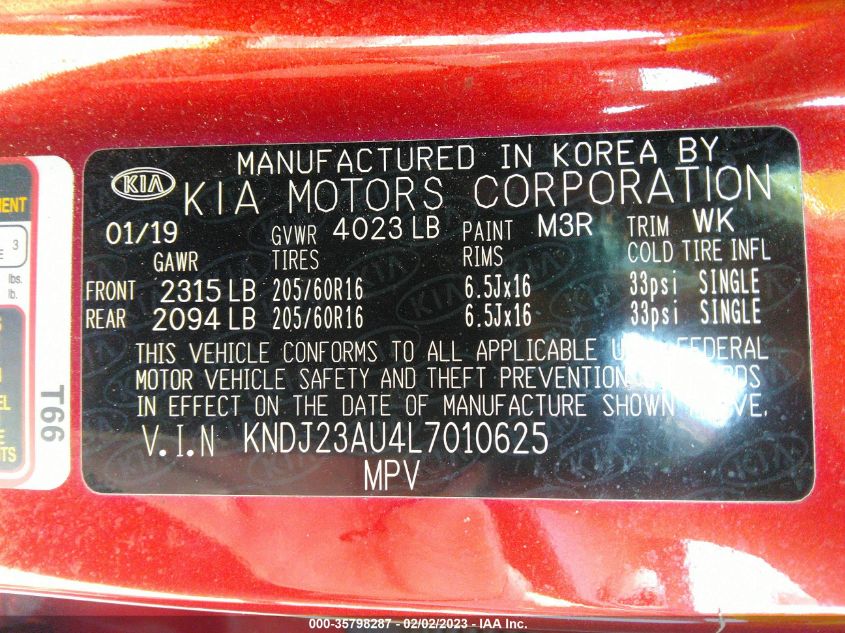 MANUFACTURED IN KOREA BY
KIA KIA MOTORS CORPORATION
01/19 GVWR 4023 LB PAINT M3R TRIM WK
GAWR TIRES RIMS COLD TIRE INFL
FRONT 2315 LB 205/60R16 6.5Jx16 33psi SINGLE
REAR 2094 LB 205/60R16 6.5Jx16 33psi SINGLE
THIS VEHICLE CONFORMS TO ALL APPLICABLE FEDERAL
MOTOR VEHICLE SAFETY AND THEFT PREVENTION
IN EFFECT ON THE DATE OF MANUFACTURE SHOWN
V.I.N KNDJ23AU4L7010625
MPV
3
lbs.
lb.
T66
000-35798287 - 02/02/2023 - IAA Inc.